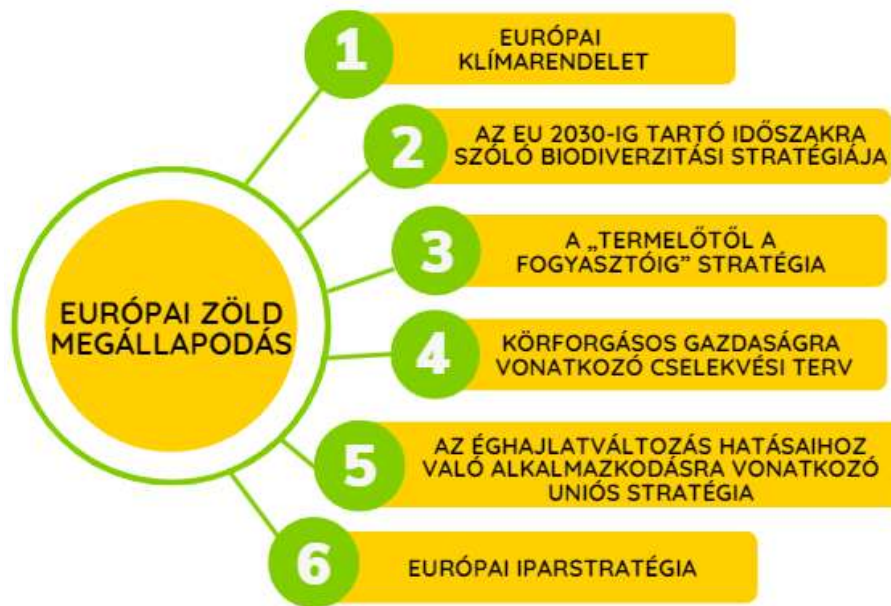 1
EURÓPAI
KLÍMARENDELET
2
AZ EU 2030-IG TARTÓ IDŐSZAKRA
SZÓLÓ BIODIVERZITÁSI STRATÉGIÁJA
3
A „TERMELŐTŐL A
FOGYASZTÓIG” STRATÉGIA
EURÓPAI ZÖLD
MEGÁLLAPODÁS
4
KÖRFORGÁSOS GAZDASÁGRA
VONATKOZÓ CSELEKVÉSI TERV
5
AZ ÉGHAJLATVÁLTOZÁS HATÁSAIHOZ
VALÓ ALKALMAZKODÁSRA VONATKOZÓ
UNIÓS STRATÉGIA
6
EURÓPAI IPARSTRATÉGIA